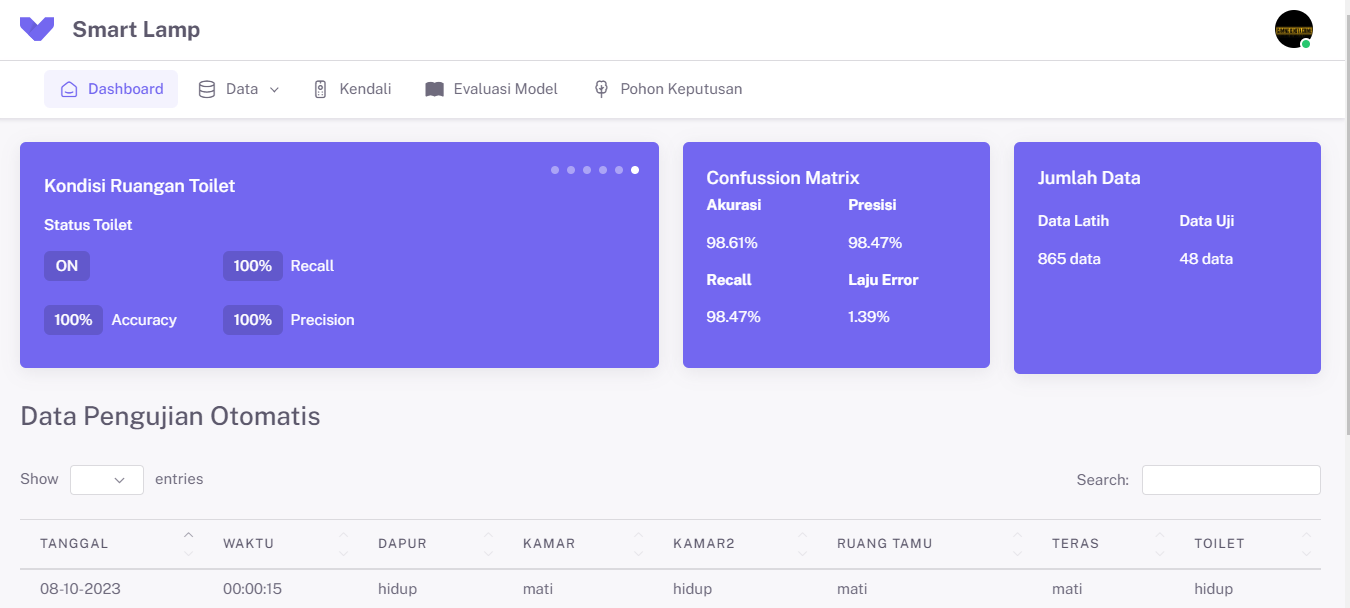 Smart Lamp
Dashboard Data Kendali Evaluasi Model Pohon Keputusan
Kondisi Ruangan Toilet
Status Toilet
ON 100% Recall
100% Accuracy 100% Precision
Confussion Matrix
Akurasi Presisi
98.61% 98.47%
Recall Laju Error
98.47% 1.39%
Jumlah Data
Data Latih Data Uji
865 data 48 data
Data Pengujian Otomatis
Show entries Search:
TANGGAL WAKTU DAPUR KAMAR KAMAR2 RUANG TAMU TERAS TOILET
08-10-2023 00:00:15 hidup mati hidup mati mati hidup